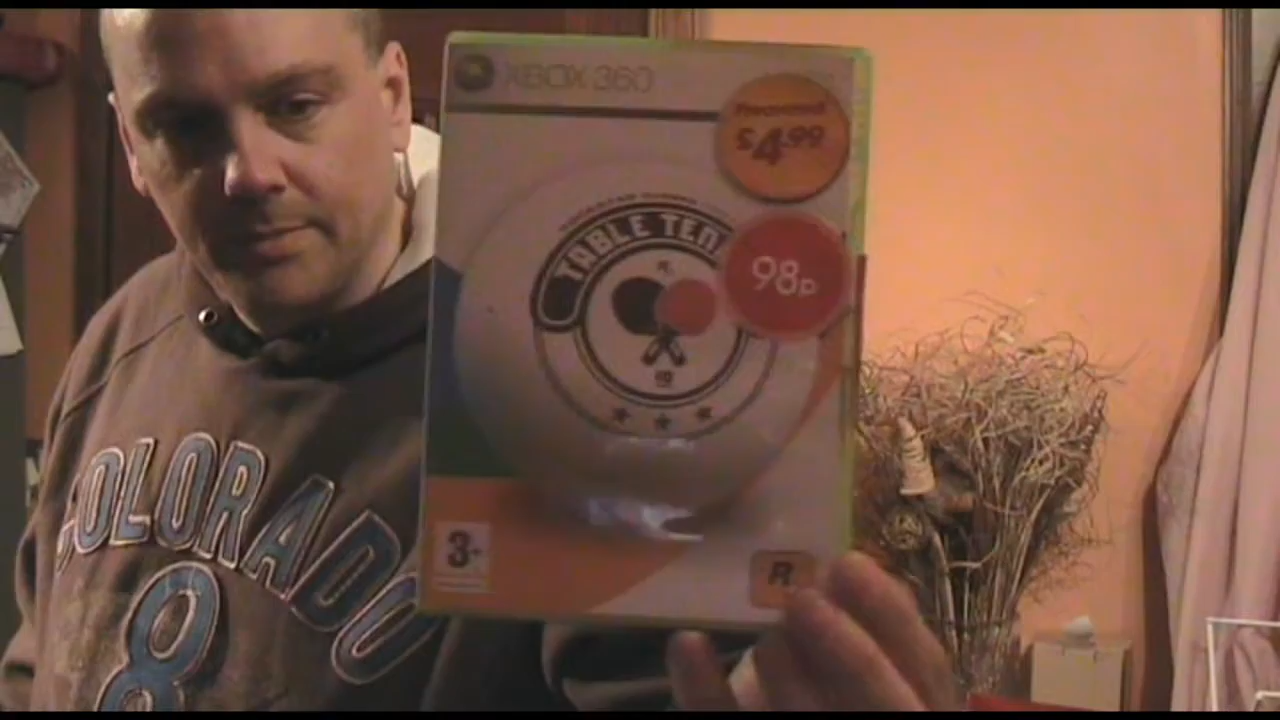 XBOX 360
Preowned
£4.99
TABLE TEN
98p
3+
R
COLORADO
8